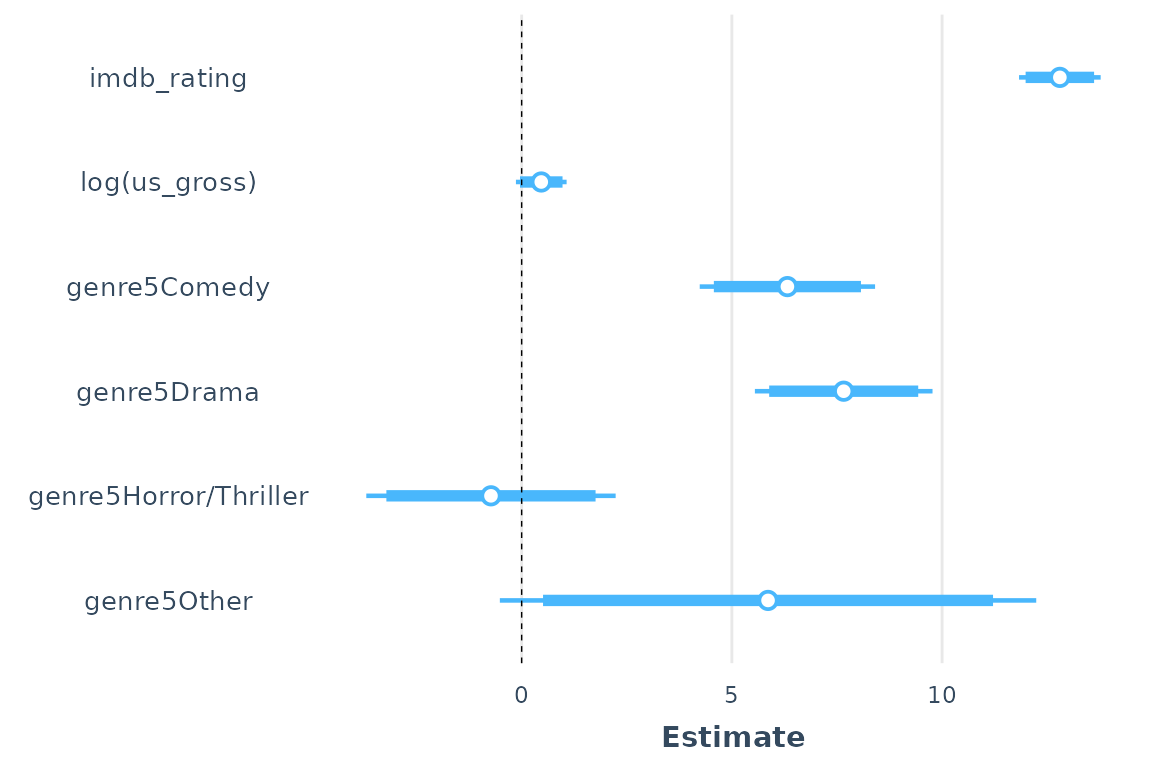 imdb_rating
log(us_gross)
genre5Comedy
genre5Drama
genre5Horror/Thriller
genre5Other
0 5 10
Estimate